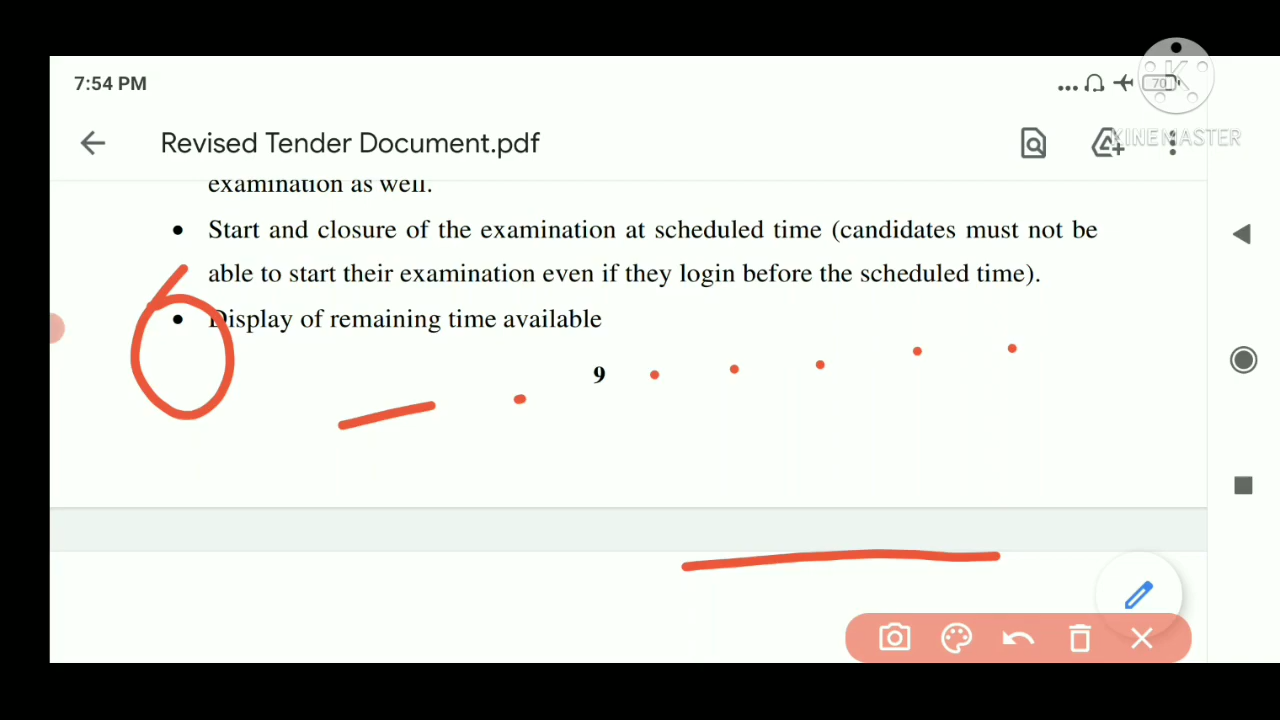 7:54 PM
70
Revised Tender Document.pdf
KINEMASTER
examination as well.
• Start and closure of the examination at scheduled time (candidates must not be
able to start their examination even if they login before the scheduled time).
• Display of remaining time available
9